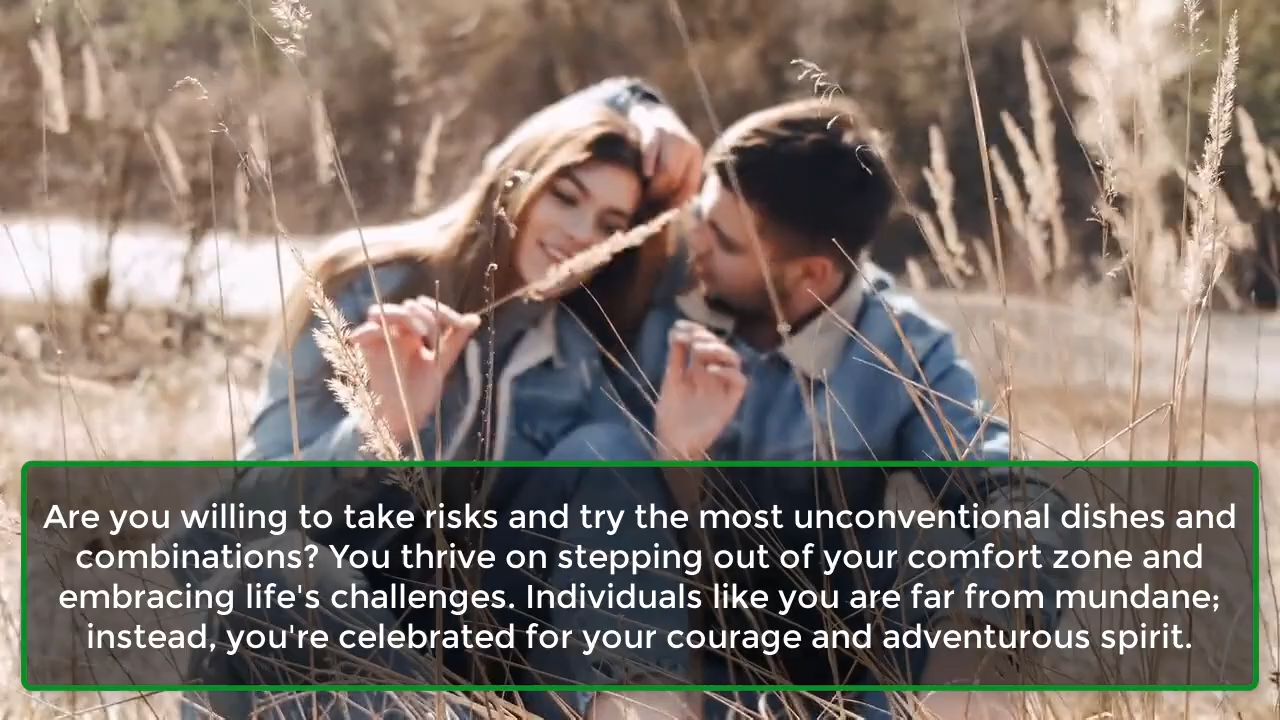 Are you willing to take risks and try the most unconventional dishes and
combinations? You thrive on stepping out of your comfort zone and
embracing life's challenges. Individuals like you are far from mundane;
instead, you're celebrated for your courage and adventurous spirit.